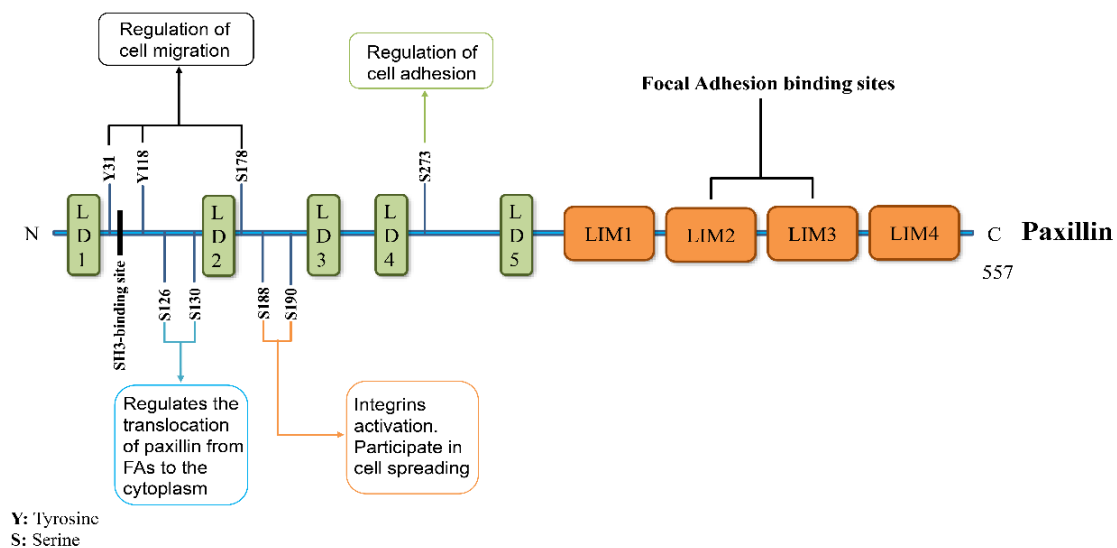 Regulation of
cell migration
Regulation of
cell adhesion
Focal Adhesion binding sites
Y31
Y118
S178
S273
N
L
D
1
L
D
2
L
D
3
L
D
4
L
D
5
LIM1
LIM2
LIM3
LIM4
C
Paxillin
557
SH3-binding site
S126
S130
S188
S190
Regulates the
translocation
of paxillin from
FAs to the
cytoplasm
Integrins
activation.
Participate in
cell spreading
Y: Tyrosine
S: Serine